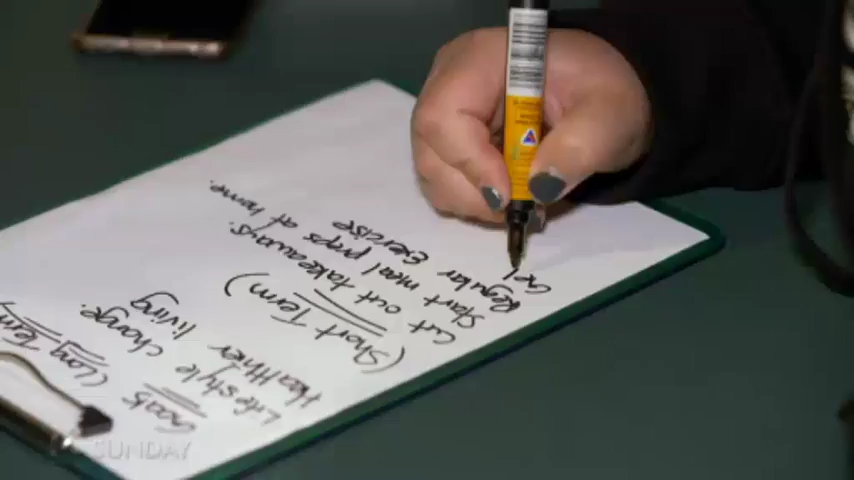 Goals (Long Term)
Lifestyle change.
Healthier living
(Short Term)
Cut out takeaways.
Start meal preps at home.
Regular Exercise
Get
SUNDAY